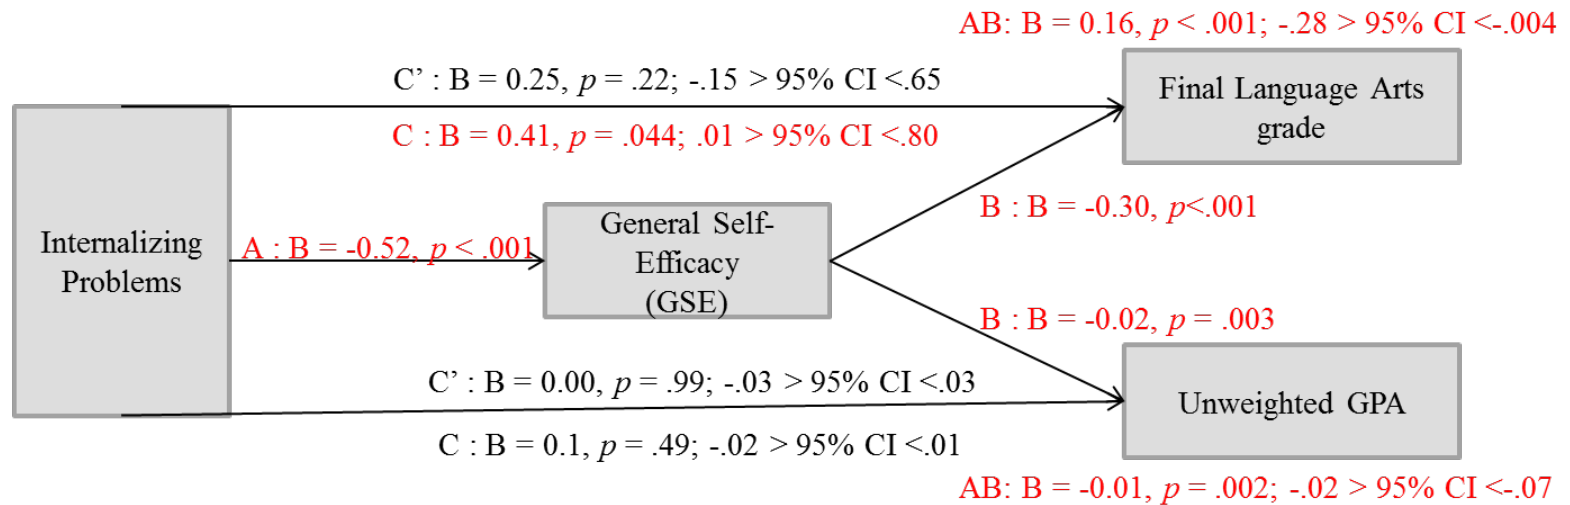 AB: B = 0.16, p < .001; -.28 > 95% CI <-.004
C’ : B = 0.25, p = .22; -.15 > 95% CI <.65
Final Language Arts
grade
C : B = 0.41, p = .044; .01 > 95% CI <.80
B : B = -0.30, p<.001
Internalizing
Problems
A : B = -0.52, p < .001
General Self-
Efficacy
(GSE)
B : B = -0.02, p = .003
C’ : B = 0.00, p = .99; -.03 > 95% CI <.03
Unweighted GPA
C : B = 0.1, p = .49; -.02 > 95% CI <.01
AB: B = -0.01, p = .002; -.02 > 95% CI <-.07